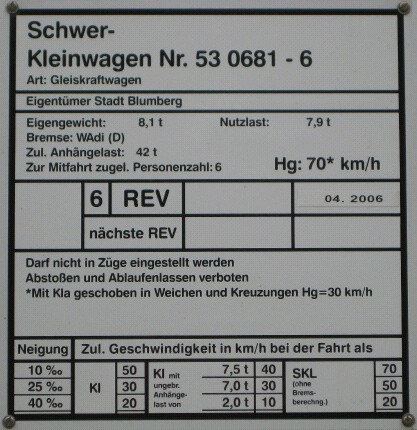 Schwer-
Kleinwagen Nr. 53 0681 - 6
Art: Gleiskraftwagen
Eigentümer Stadt Blumberg
Eigengewicht: 8,1 t Nutzlast: 7,9 t
Bremse: WAdi (D)
Zul. Anhängelast: 42 t
Zur Mitfahrt zugel. Personenzahl: 6 Hg: 70* km/h
6 REV 04. 2006
nächste REV
Darf nicht in Züge eingestellt werden
Abstoßen und Ablaufenlassen verboten
*Mit Kla geschoben in Weichen und Kreuzungen Hg=30 km/h
Neigung Zul. Geschwindigkeit in km/h bei der Fahrt als
10 ‰ 50 Kl mit 7,5 t 40 SKL 70
25 ‰ Kl 30 ungebr. 7,0 t 30 (ohne 50
Anhänge- Brems-
40 ‰ 20 last von 2,0 t 10 berechng.) 20